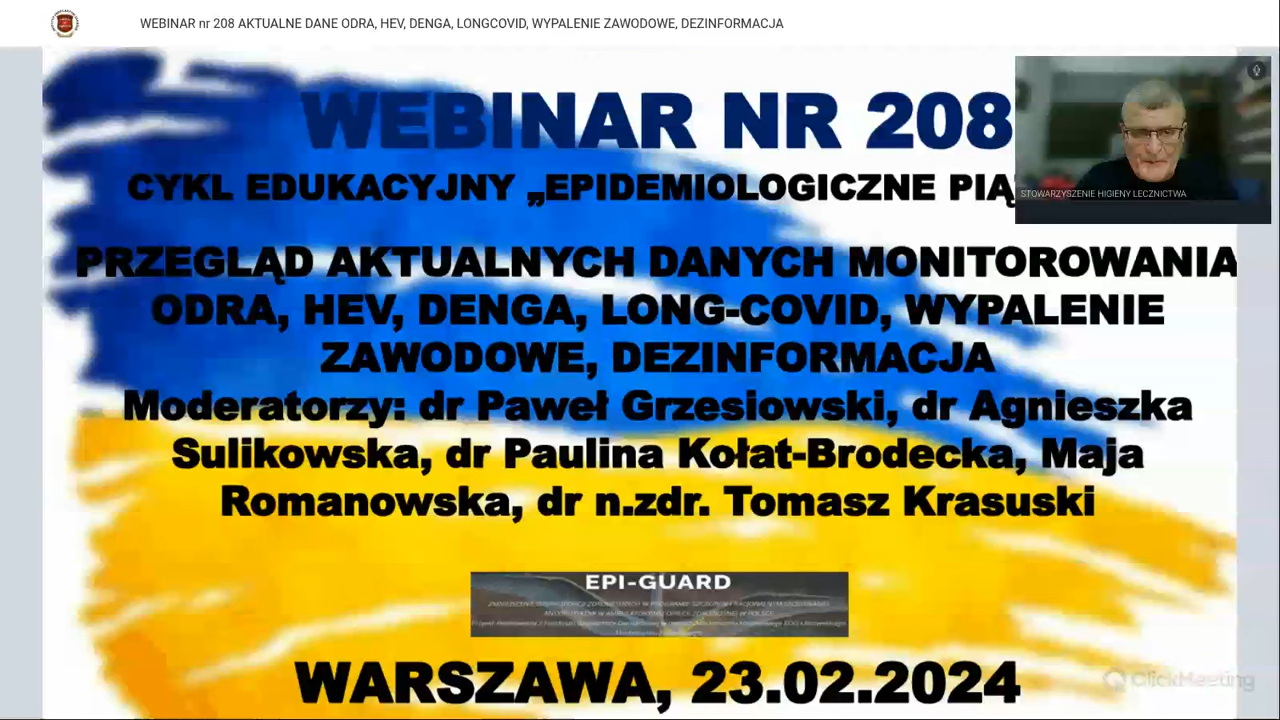 WEBINAR nr 208 AKTUALNE DANE ODRA, HEV, DENGA, LONGCOVID, WYPALENIE ZAWODOWE, DEZINFORMACJA
WEBINAR NR 208
CYKL EDUKACYJNY „EPIDEMIOLOGICZNE PIĄ
STOWARZYSZENIE HIGIENY LECZNICTWA
PRZEGLĄD AKTUALNYCH DANYCH MONITOROWANIA
ODRA, HEV, DENGA, LONG-COVID, WYPALENIE
ZAWODOWE, DEZINFORMACJA
Moderatorzy: dr Paweł Grzesiowski, dr Agnieszka
Sulikowska, dr Paulina Kołat-Brodecka, Maja
Romanowska, dr n.zdr. Tomasz Krasuski
EPI-GUARD
WARSZAWA, 23.02.2024
ClickMeeting